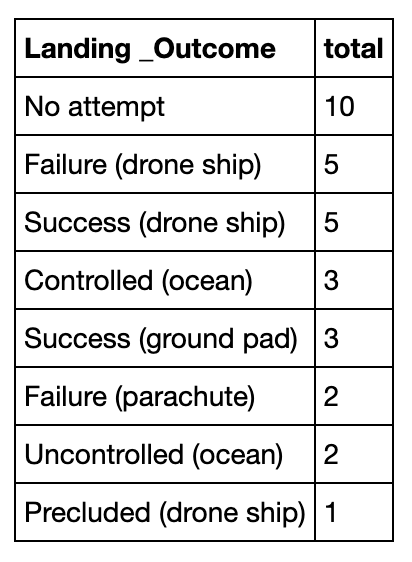 Landing _Outcome total
No attempt 10
Failure (drone ship) 5
Success (drone ship) 5
Controlled (ocean) 3
Success (ground pad) 3
Failure (parachute) 2
Uncontrolled (ocean) 2
Precluded (drone ship) 1